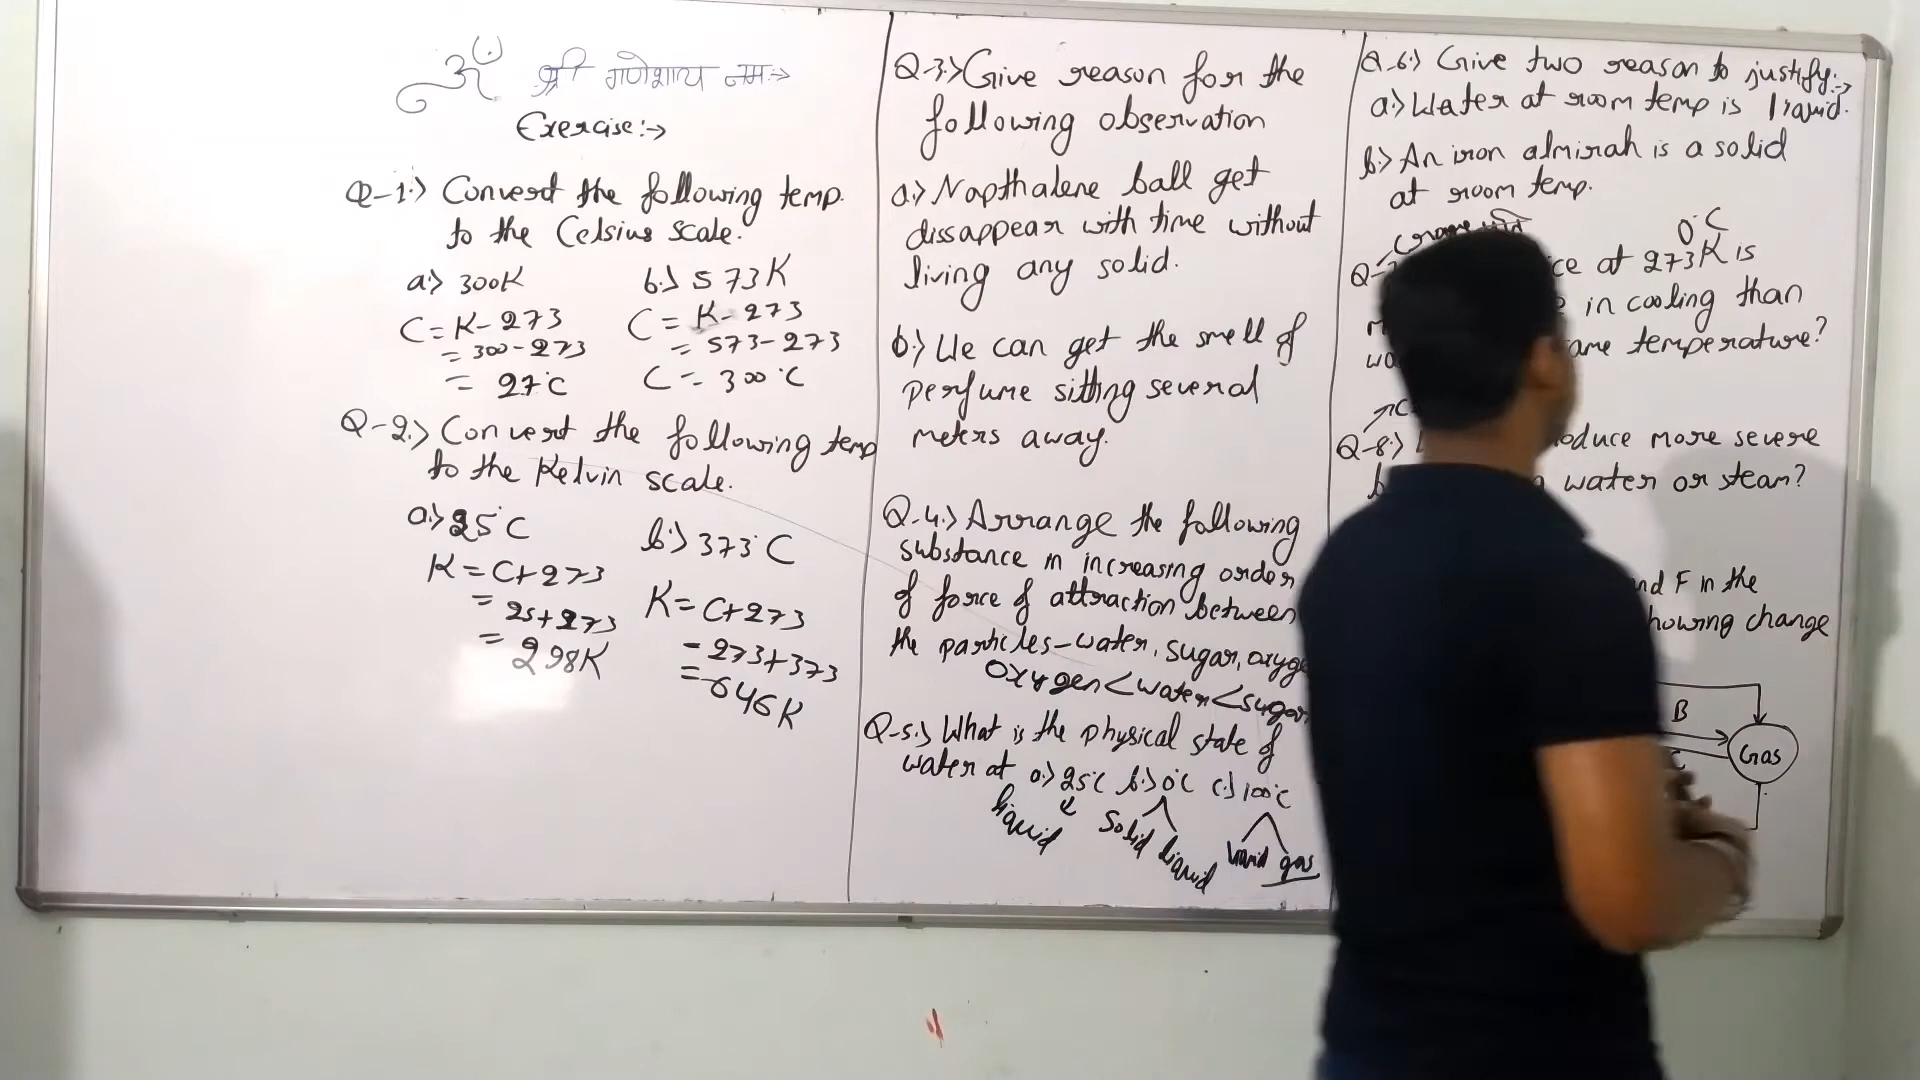 ॐ श्री गणेशाय नमः→
Exercise:→
Q-1.> Convert the following temp.
to the Celsius scale.
a.> 300K
C = K - 273
= 300 - 273
= 27°C
b.> 573K
C = K - 273
= 573 - 273
C = 300°C
Q-2.> Convert the following temp
to the Kelvin scale.
a.> 25°C
K = C + 273
= 25 + 273
= 298K
b.> 373°C
K = C + 273
= 273 + 373
= 646K
Q-3.> Give reason for the
following observation
a.> Napthalene ball get
dissappear with time without
living any solid.
b.> We can get the smell of
perfume sitting several
meters away.
Q-4.> Arrange the following
substance in increasing order
of force of attraction between
the particles - water, sugar,
Oxygen < water < sugar
Q-5.> What is the physical state of
water at a.> 25°C b.> 0°C c.> 100°C
liquid solid liquid liquid gas
Q-6.> Give two reason to justify:→
a.> Water at room temp is liquid.
b.> An iron almirah is a solid
at room temp.
0°C
ice at 273K is
in cooling than
temperature?
Q-8.> more severe
water or steam?
F in the
change
B
C
Gas